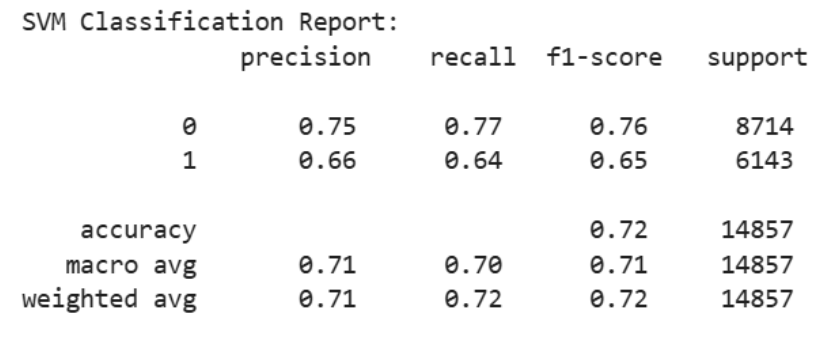 SVM Classification Report:
precision recall f1-score support
0 0.75 0.77 0.76 8714
1 0.66 0.64 0.65 6143
accuracy 0.72 14857
macro avg 0.71 0.70 0.71 14857
weighted avg 0.71 0.72 0.72 14857